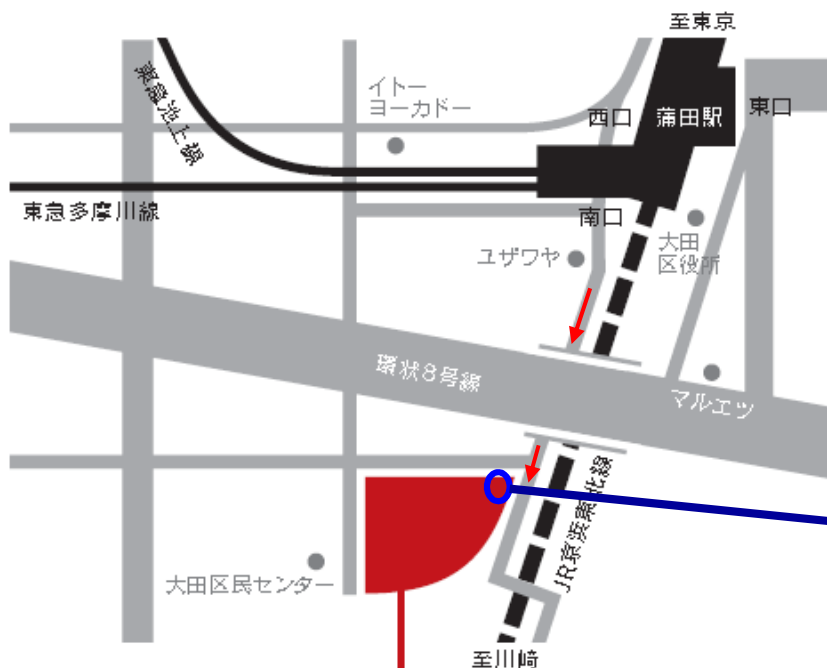 至東京
イトー
ヨーカドー
西口
蒲田駅
東口
東急池上線
東急多摩川線
南口
ユザワヤ
大田
区役所
環状8号線
マルエツ
JR京浜東北線
大田区民センター
至川崎